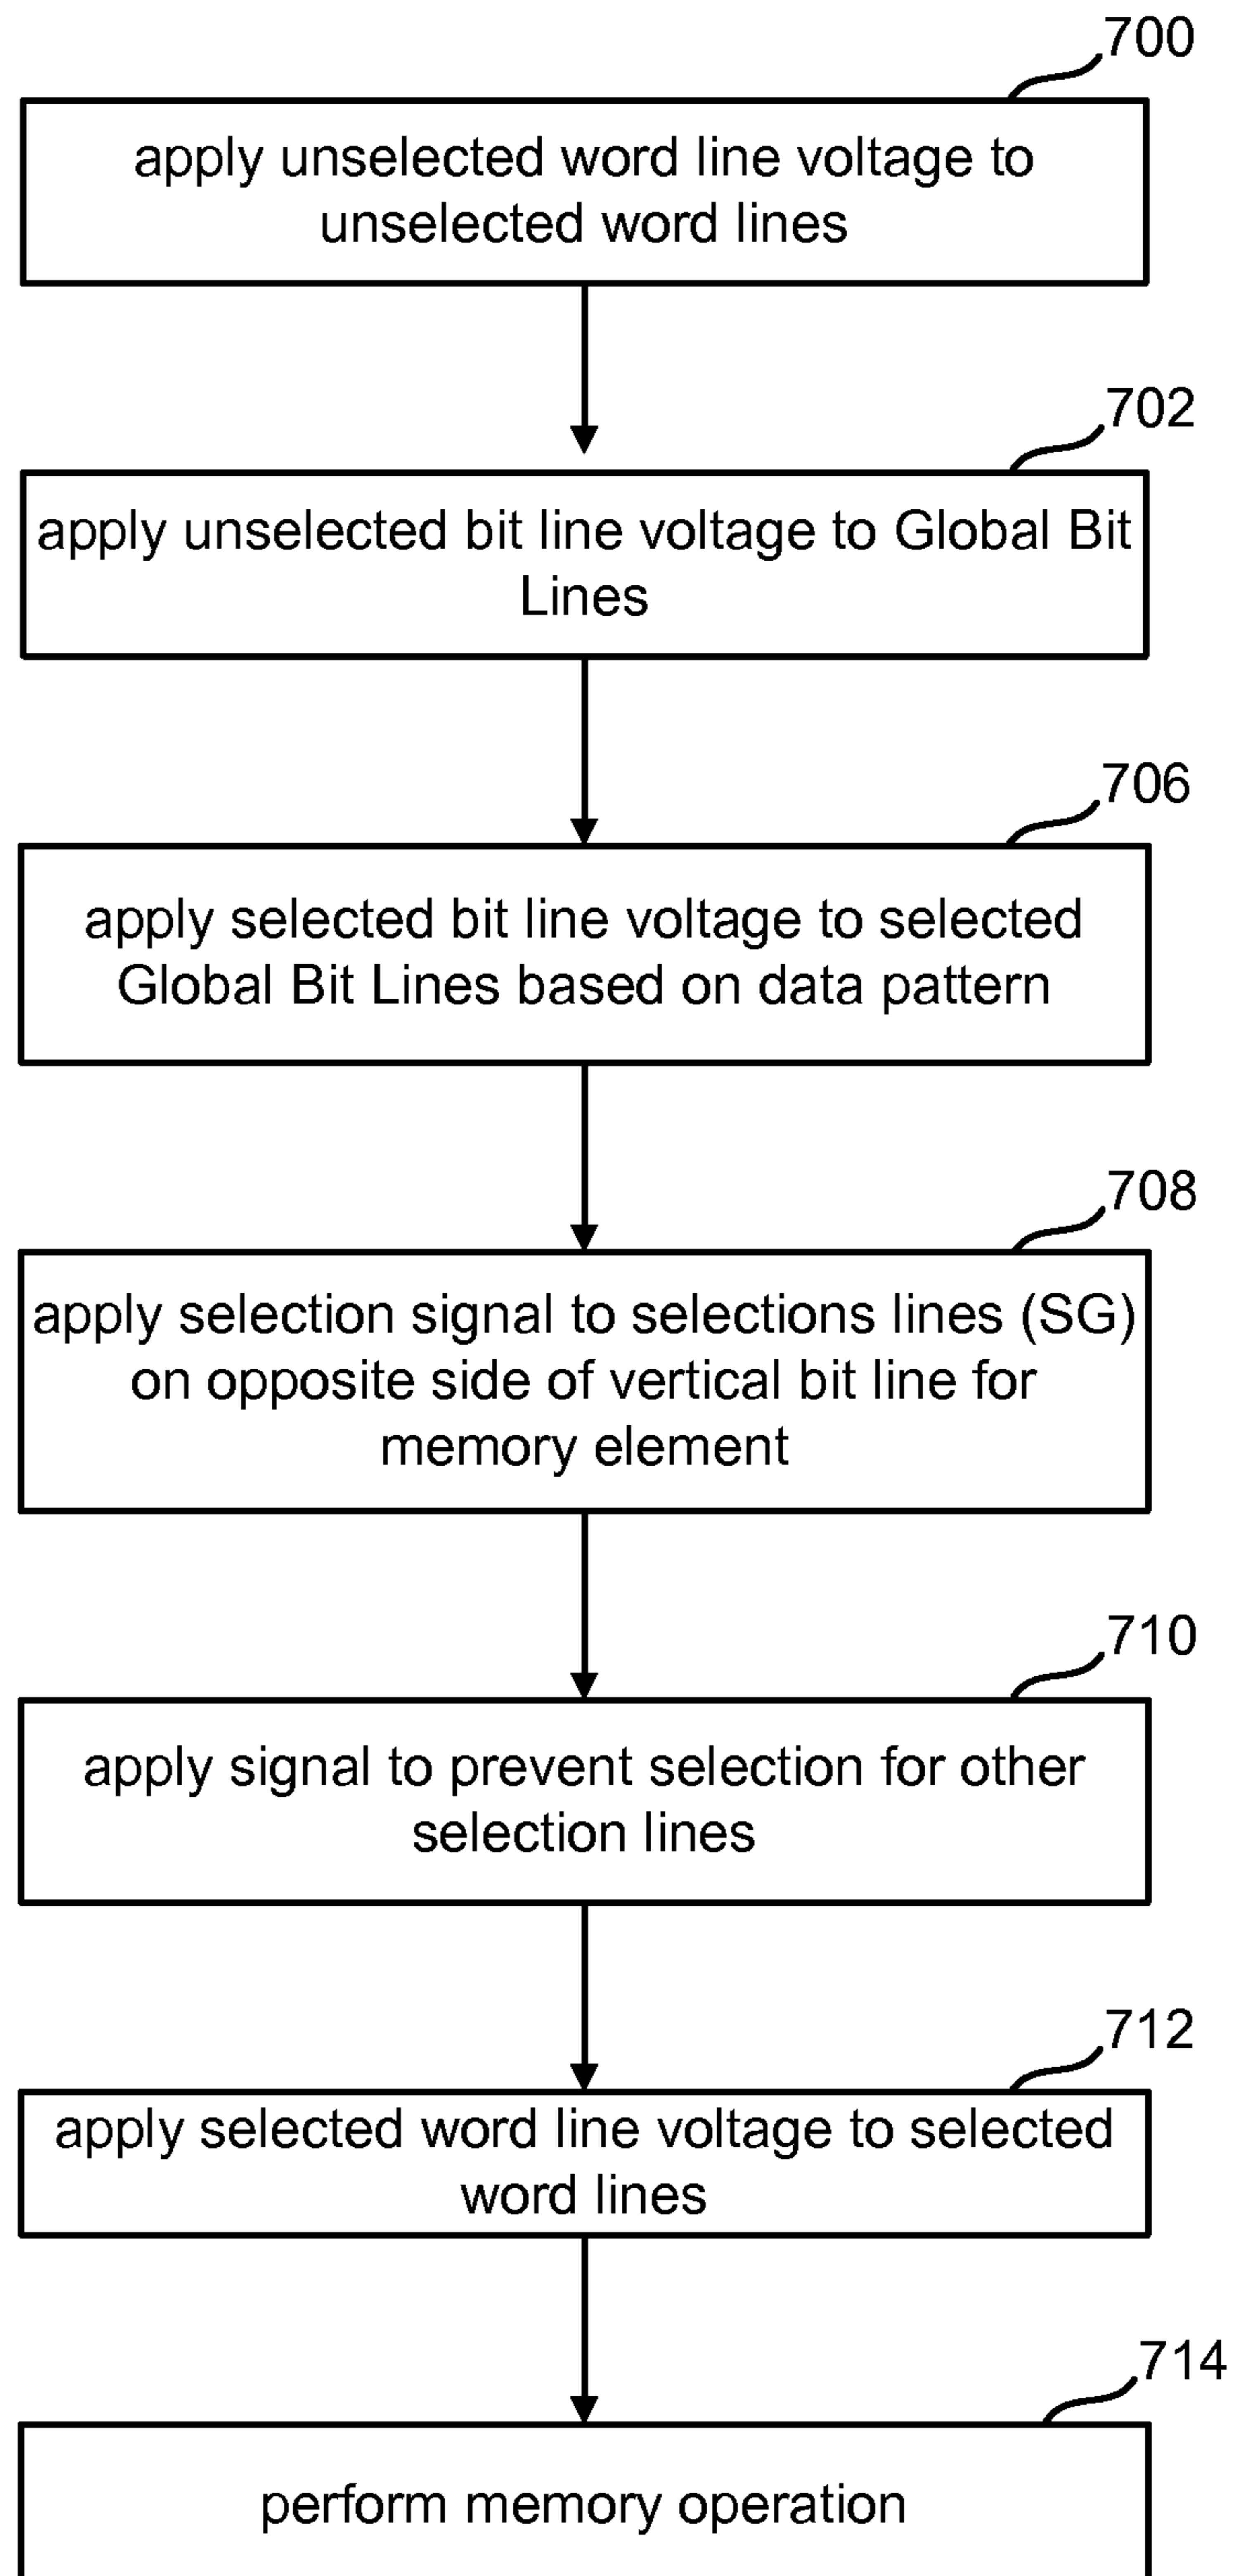 700
apply unselected word line voltage to
unselected word lines
702
apply unselected bit line voltage to Global Bit
Lines
706
apply selected bit line voltage to selected
Global Bit Lines based on data pattern
708
apply selection signal to selections lines (SG)
on opposite side of vertical bit line for
memory element
710
apply signal to prevent selection for other
selection lines
712
apply selected word line voltage to selected
word lines
714
perform memory operation